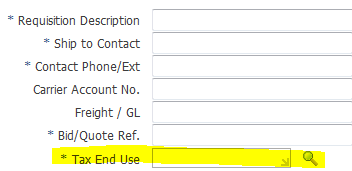 * Requisition Description
* Ship to Contact
* Contact Phone/Ext
Carrier Account No.
Freight / GL
* Bid/Quote Ref.
* Tax End Use